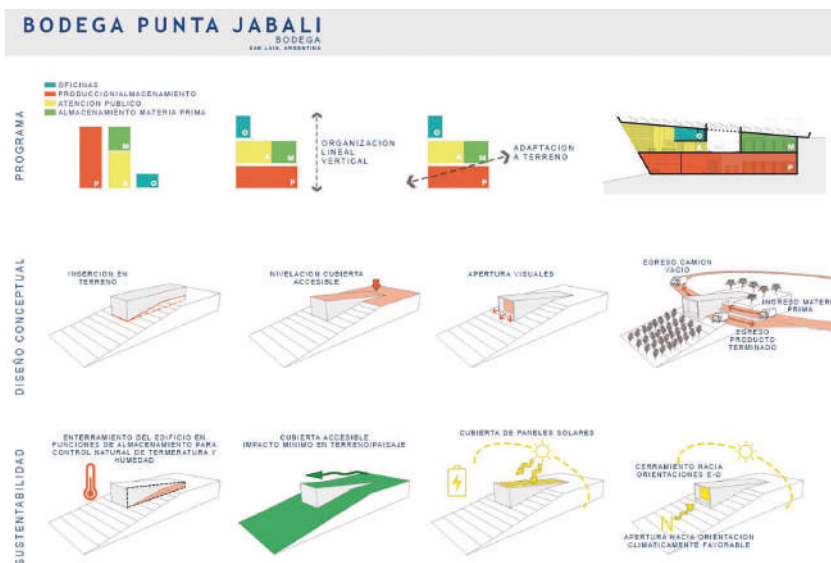 BODEGA PUNTA JABALI
BODEGA
SAN LUIS, ARGENTINA
PROGRAMA
OFICINAS
PRODUCCION/ALMACENAMIENTO
ATENCION PUBLICO
ALMACENAMIENTO MATERIA PRIMA
P
M
A
O
O
A
M
P
ORGANIZACION
LINEAL
VERTICAL
O
A
M
P
ADAPTACION
A TERRENO
O
A
M
P
DISEÑO CONCEPTUAL
INSERCION EN
TERRENO
NIVELACION CUBIERTA
ACCESIBLE
APERTURA VISUALES
EGRESO CAMION
VACIO
INGRESO MATERI
PRIMA
EGRESO
PRODUCTO
TERMINADO
SUSTENTABILIDAD
ENTERRAMIENTO DEL EDIFICIO EN
FUNCIONES DE ALMACENAMIENTO PARA
CONTROL NATURAL DE TERMERATURA Y
HUMEDAD
CUBIERTA ACCESIBLE
IMPACTO MINIMO EN TERRENO/PAISAJE
CUBIERTA DE PANELES SOLARES
CERRAMIENTO HACIA
ORIENTACIONES E-O
N
APERTURA HACIA ORIENTACION
CLIMATICAMENTE FAVORABLE